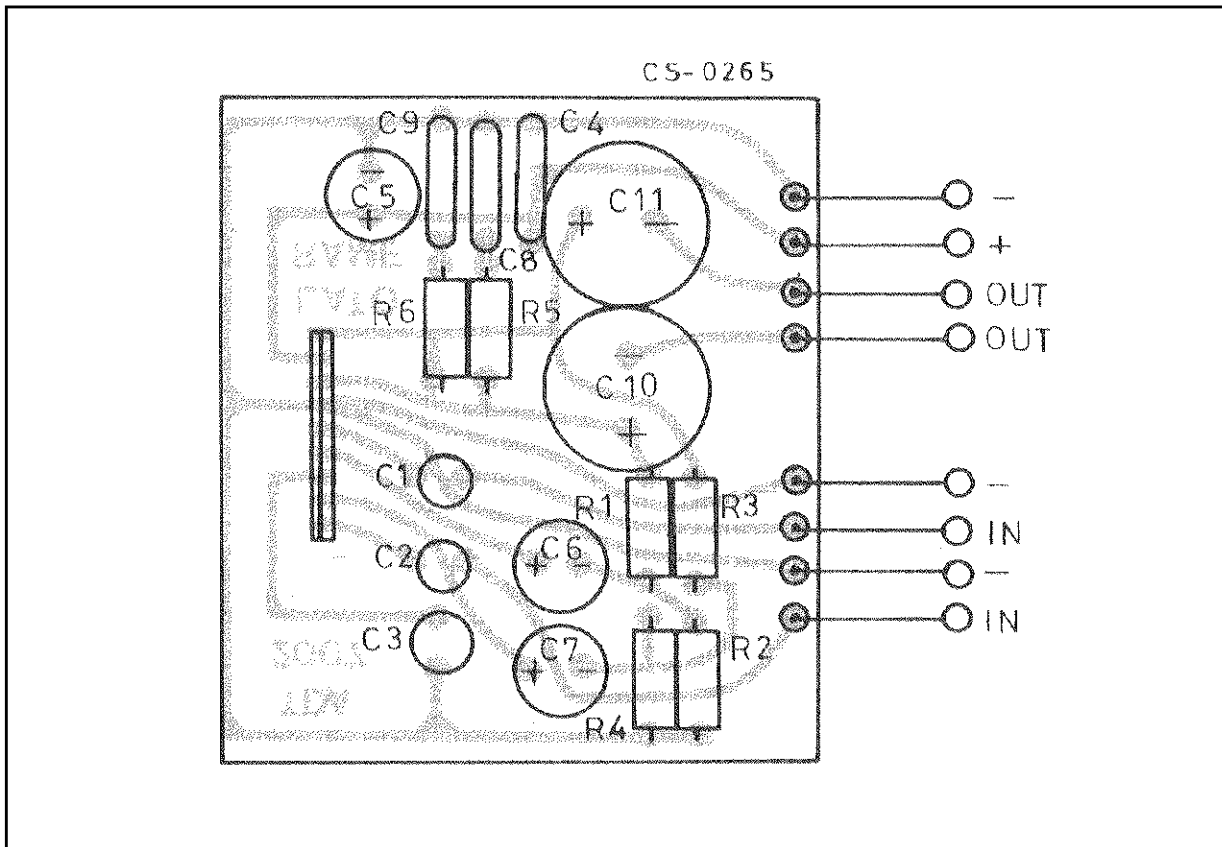 CS-0265
C9
C4
C5
C11
−
+
+
−
−
+
C8
OUT
R6
R5
OUT
−
C10
+
C1
−
R1
R3
IN
C2
+
C6
−
−
C3
C7
R2
IN
+
−
R4